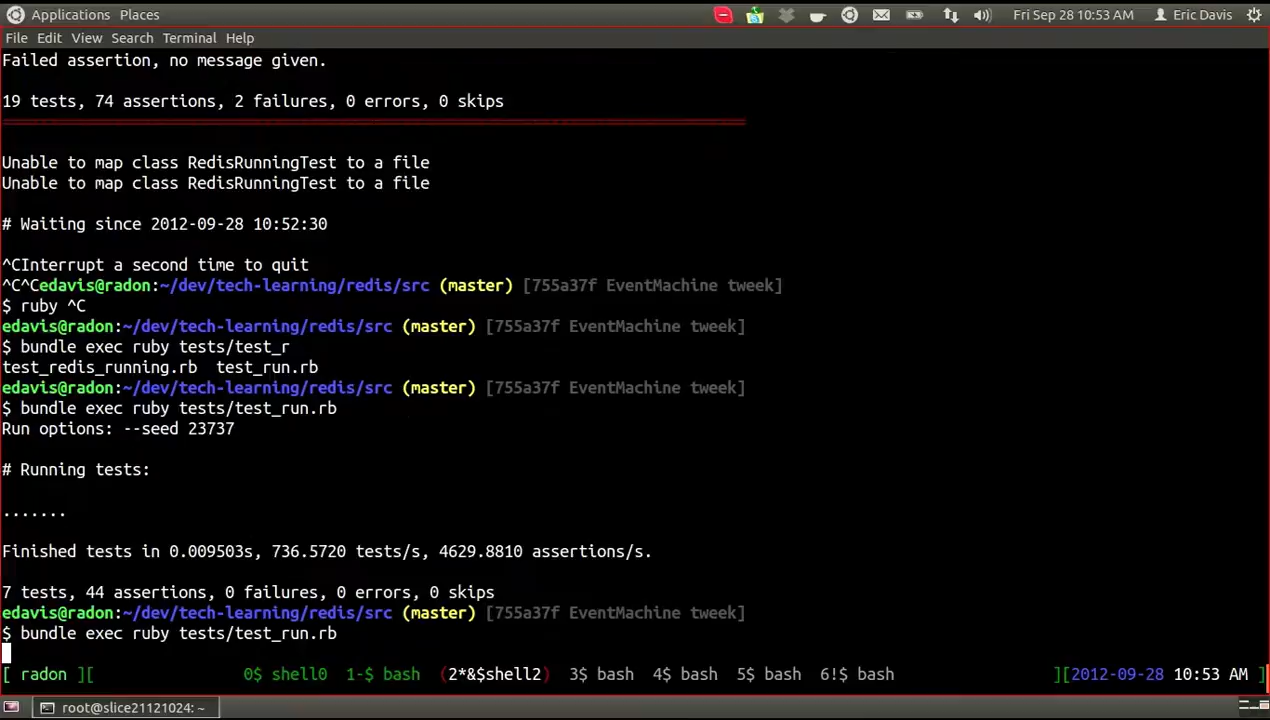 Applications Places Fri Sep 28 10:53 AM Eric Davis
File Edit View Search Terminal Help
Failed assertion, no message given.
19 tests, 74 assertions, 2 failures, 0 errors, 0 skips
Unable to map class RedisRunningTest to a file
Unable to map class RedisRunningTest to a file
# Waiting since 2012-09-28 10:52:30
^CInterrupt a second time to quit
^C^Cedavis@radon:~/dev/tech-learning/redis/src (master) [755a37f EventMachine tweek]
$ ruby ^C
edavis@radon:~/dev/tech-learning/redis/src (master) [755a37f EventMachine tweek]
$ bundle exec ruby tests/test_r
test_redis_running.rb  test_run.rb
edavis@radon:~/dev/tech-learning/redis/src (master) [755a37f EventMachine tweek]
$ bundle exec ruby tests/test_run.rb
Run options: --seed 23737
# Running tests:
.......
Finished tests in 0.009503s, 736.5720 tests/s, 4629.8810 assertions/s.
7 tests, 44 assertions, 0 failures, 0 errors, 0 skips
edavis@radon:~/dev/tech-learning/redis/src (master) [755a37f EventMachine tweek]
$ bundle exec ruby tests/test_run.rb
[ radon ][ 0$ shell0 1-$ bash (2*&$shell2) 3$ bash 4$ bash 5$ bash 6!$ bash ][2012-09-28 10:53 AM ]
root@slice21121024: ~